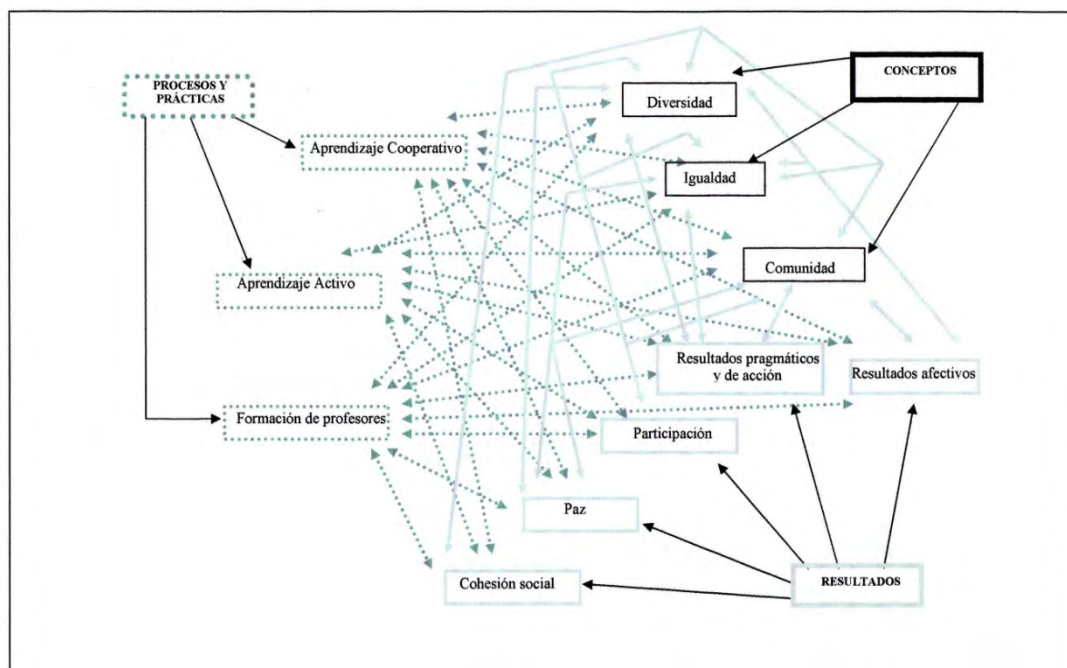 PROCESOS Y
PRÁCTICAS
CONCEPTOS
Diversidad
Aprendizaje Cooperativo
Igualdad
Comunidad
Aprendizaje Activo
Resultados pragmáticos
y de acción
Resultados afectivos
Formación de profesores
Participación
Paz
Cohesión social
RESULTADOS